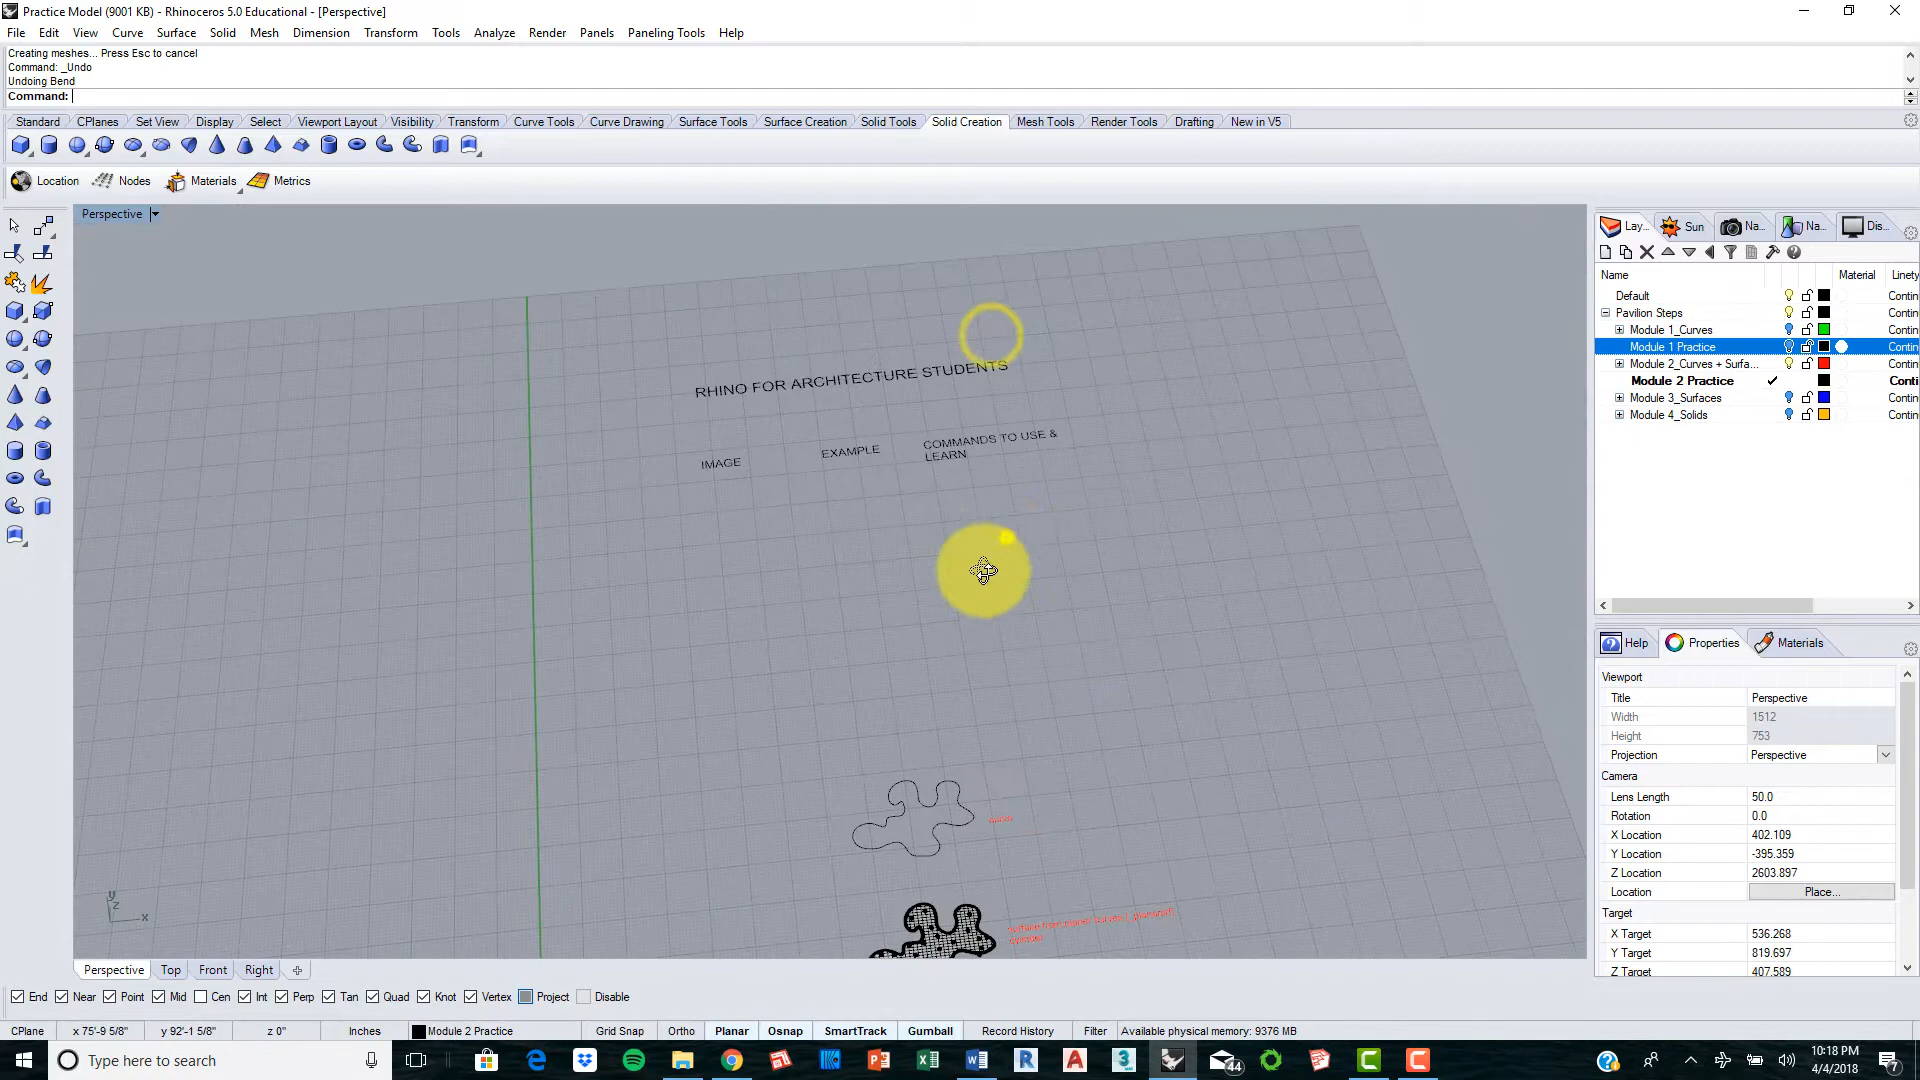 Practice Model (9001 KB) - Rhinoceros 5.0 Educational - [Perspective]
File Edit View Curve Surface Solid Mesh Dimension Transform Tools Analyze Render Panels Paneling Tools Help
Creating meshes... Press Esc to cancel
Command: _Undo
Undoing Bend
Command:
Standard CPlanes Set View Display Select Viewport Layout Visibility Transform Curve Tools Curve Drawing Surface Tools Surface Creation Solid Tools Solid Creation Mesh Tools Render Tools Drafting New in V5
Location Nodes Materials Metrics
Perspective
Lay... Sun Na... Na... Dis...
Name Material Linety
Default Contin
Pavilion Steps Contin
Module 1_Curves Contin
Module 1 Practice Contin
Module 2_Curves + Surfa... Contin
Module 2 Practice Conti
Module 3_Surfaces Contin
Module 4_Solids Contin
RHINO FOR ARCHITECTURE STUDENTS
IMAGE EXAMPLE COMMANDS TO USE &
LEARN
surface from planar curves
y
z x
Help Properties Materials
Viewport
Title Perspective
Width 1512
Height 753
Projection Perspective
Camera
Lens Length 50.0
Rotation 0.0
X Location 402.109
Y Location -395.359
Z Location 2603.897
Location Place...
Target
X Target 536.268
Y Target 819.697
Z Target 407.589
Perspective Top Front Right
End Near Point Mid Cen Int Perp Tan Quad Knot Vertex Project Disable
CPlane x 75'-9 5/8" y 92'-1 5/8" z 0" Inches Module 2 Practice Grid Snap Ortho Planar Osnap SmartTrack Gumball Record History Filter Available physical memory: 9376 MB
Type here to search
44
10:18 PM
4/4/2018
7